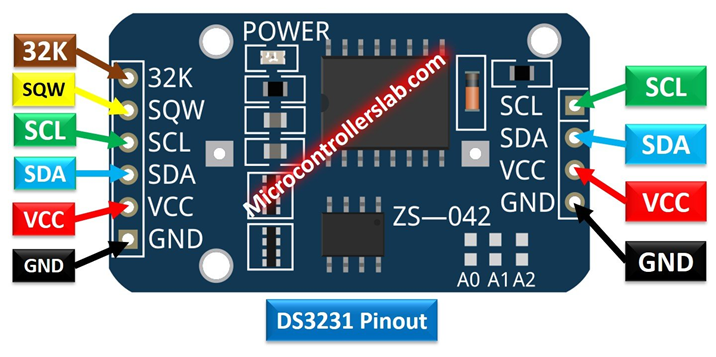 POWER
32K
32K
SQW
SQW
SCL
SCL
SDA
SDA
VCC
VCC
GND
GND
Microcontrollerslab.com
SCL
SCL
SDA
SDA
VCC
VCC
GND
GND
ZS—042
A0 A1 A2
DS3231 Pinout